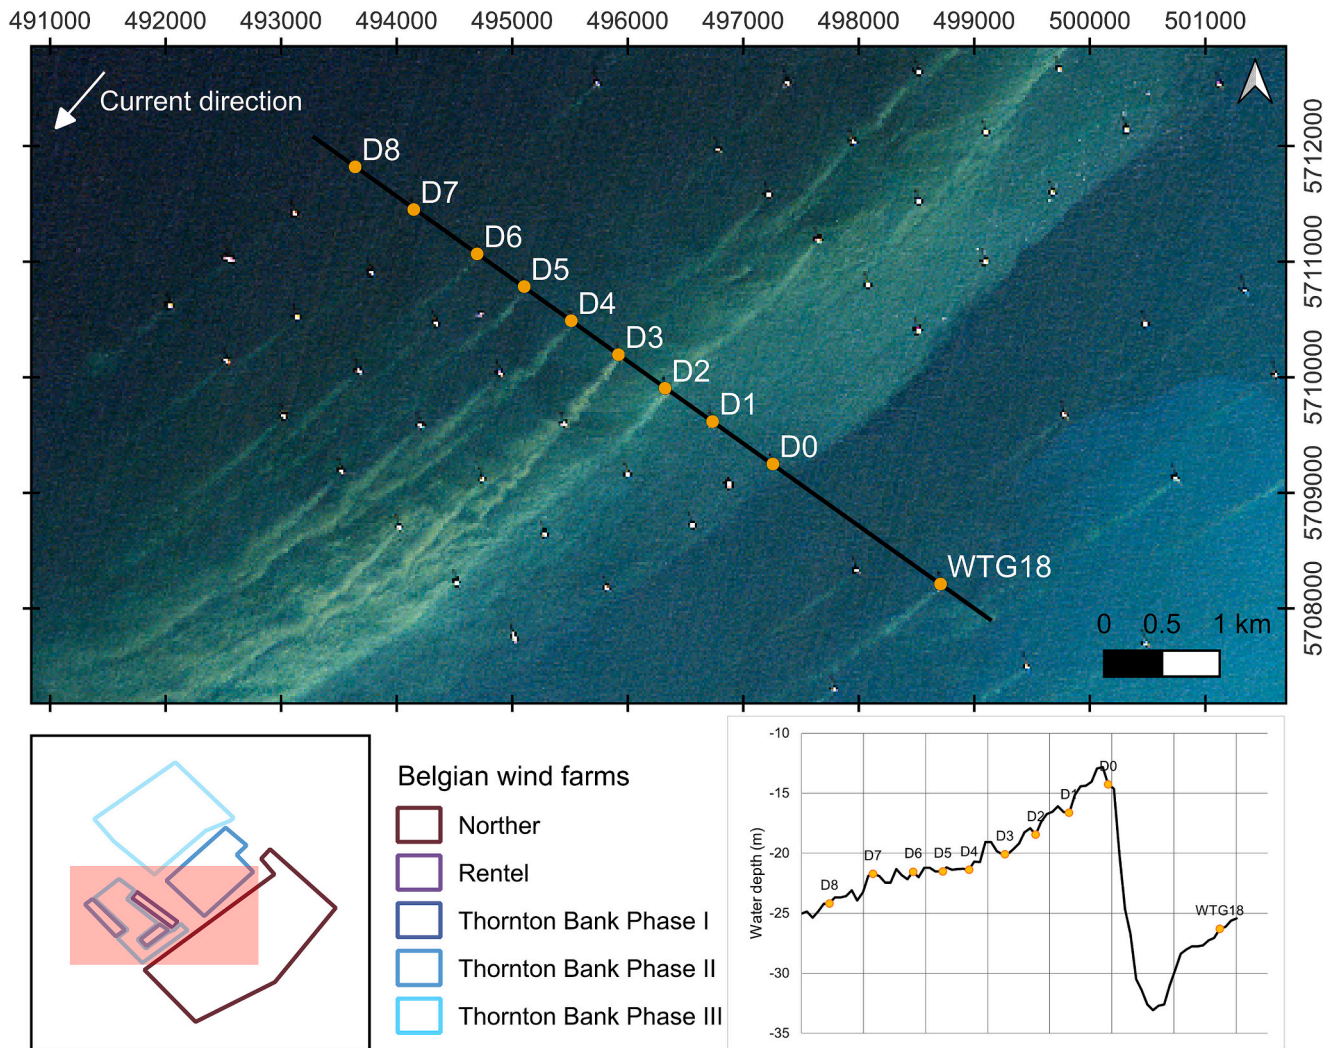 491000 492000 493000 494000 495000 496000 497000 498000 499000 500000 501000
Current direction
D8
D7
D6
D5
D4
D3
D2
D1
D0
WTG18
0 0.5 1 km
5712000
5711000
5710000
5709000
5708000
Belgian wind farms
Norther
Rentel
Thornton Bank Phase I
Thornton Bank Phase II
Thornton Bank Phase III
Water depth (m)
-10
-15
-20
-25
-30
-35
D8
D7
D6
D5
D4
D3
D2
D1
D0
WTG18